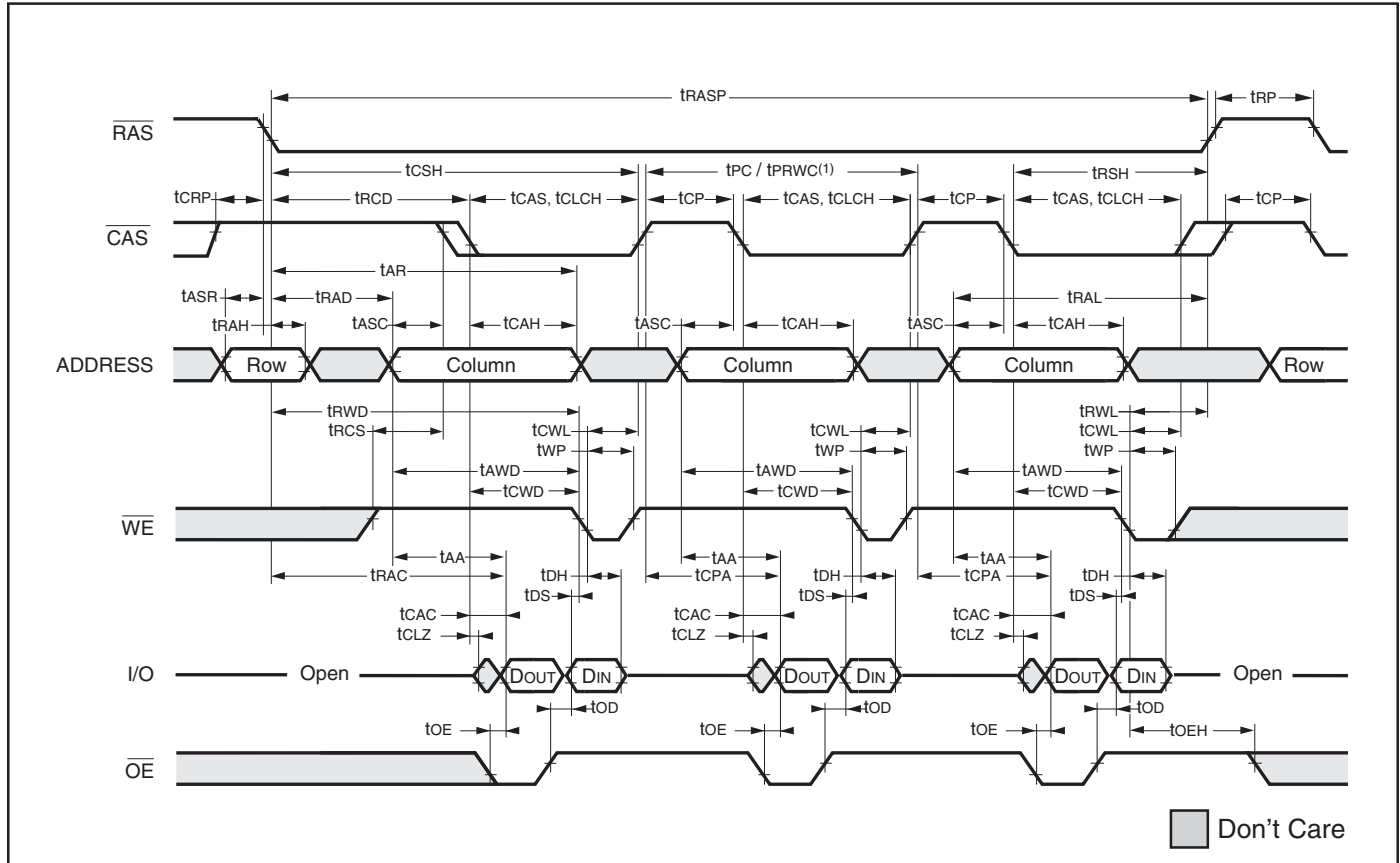 tRASP
tRP
RAS
tCSH
tPC / tPRWC(1)
tRSH
tCRP
tRCD
tCAS, tCLCH
tCP
tCAS, tCLCH
tCP
tCAS, tCLCH
tCP
CAS
tAR
tASR
tRAD
tRAL
tRAH
tASC
tCAH
tASC
tCAH
tASC
tCAH
ADDRESS
Row
Column
Column
Column
Row
tRWD
tRWL
tRCS
tCWL
tCWL
tCWL
tWP
tWP
tWP
tAWD
tAWD
tAWD
tCWD
tCWD
tCWD
WE
tAA
tAA
tAA
tRAC
tDH
tCPA
tDH
tCPA
tDH
tDS
tDS
tDS
tCAC
tCAC
tCAC
tCLZ
tCLZ
tCLZ
I/O
Open
DOUT
DIN
DOUT
DIN
DOUT
DIN
Open
tOD
tOD
tOD
tOE
tOE
tOE
tOEH
OE
Don't Care